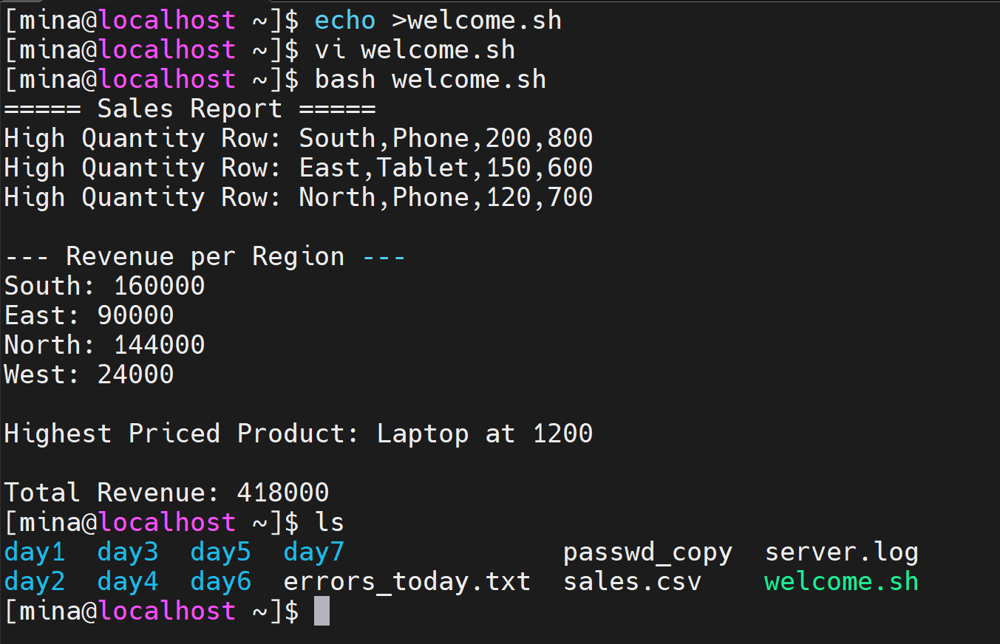 [mina@localhost ~]$ echo >welcome.sh
[mina@localhost ~]$ vi welcome.sh
[mina@localhost ~]$ bash welcome.sh
===== Sales Report =====
High Quantity Row: South,Phone,200,800
High Quantity Row: East,Tablet,150,600
High Quantity Row: North,Phone,120,700

--- Revenue per Region ---
South: 160000
East: 90000
North: 144000
West: 24000

Highest Priced Product: Laptop at 1200

Total Revenue: 418000
[mina@localhost ~]$ ls
day1  day3  day5  day7              passwd_copy  server.log
day2  day4  day6  errors_today.txt  sales.csv    welcome.sh
[mina@localhost ~]$